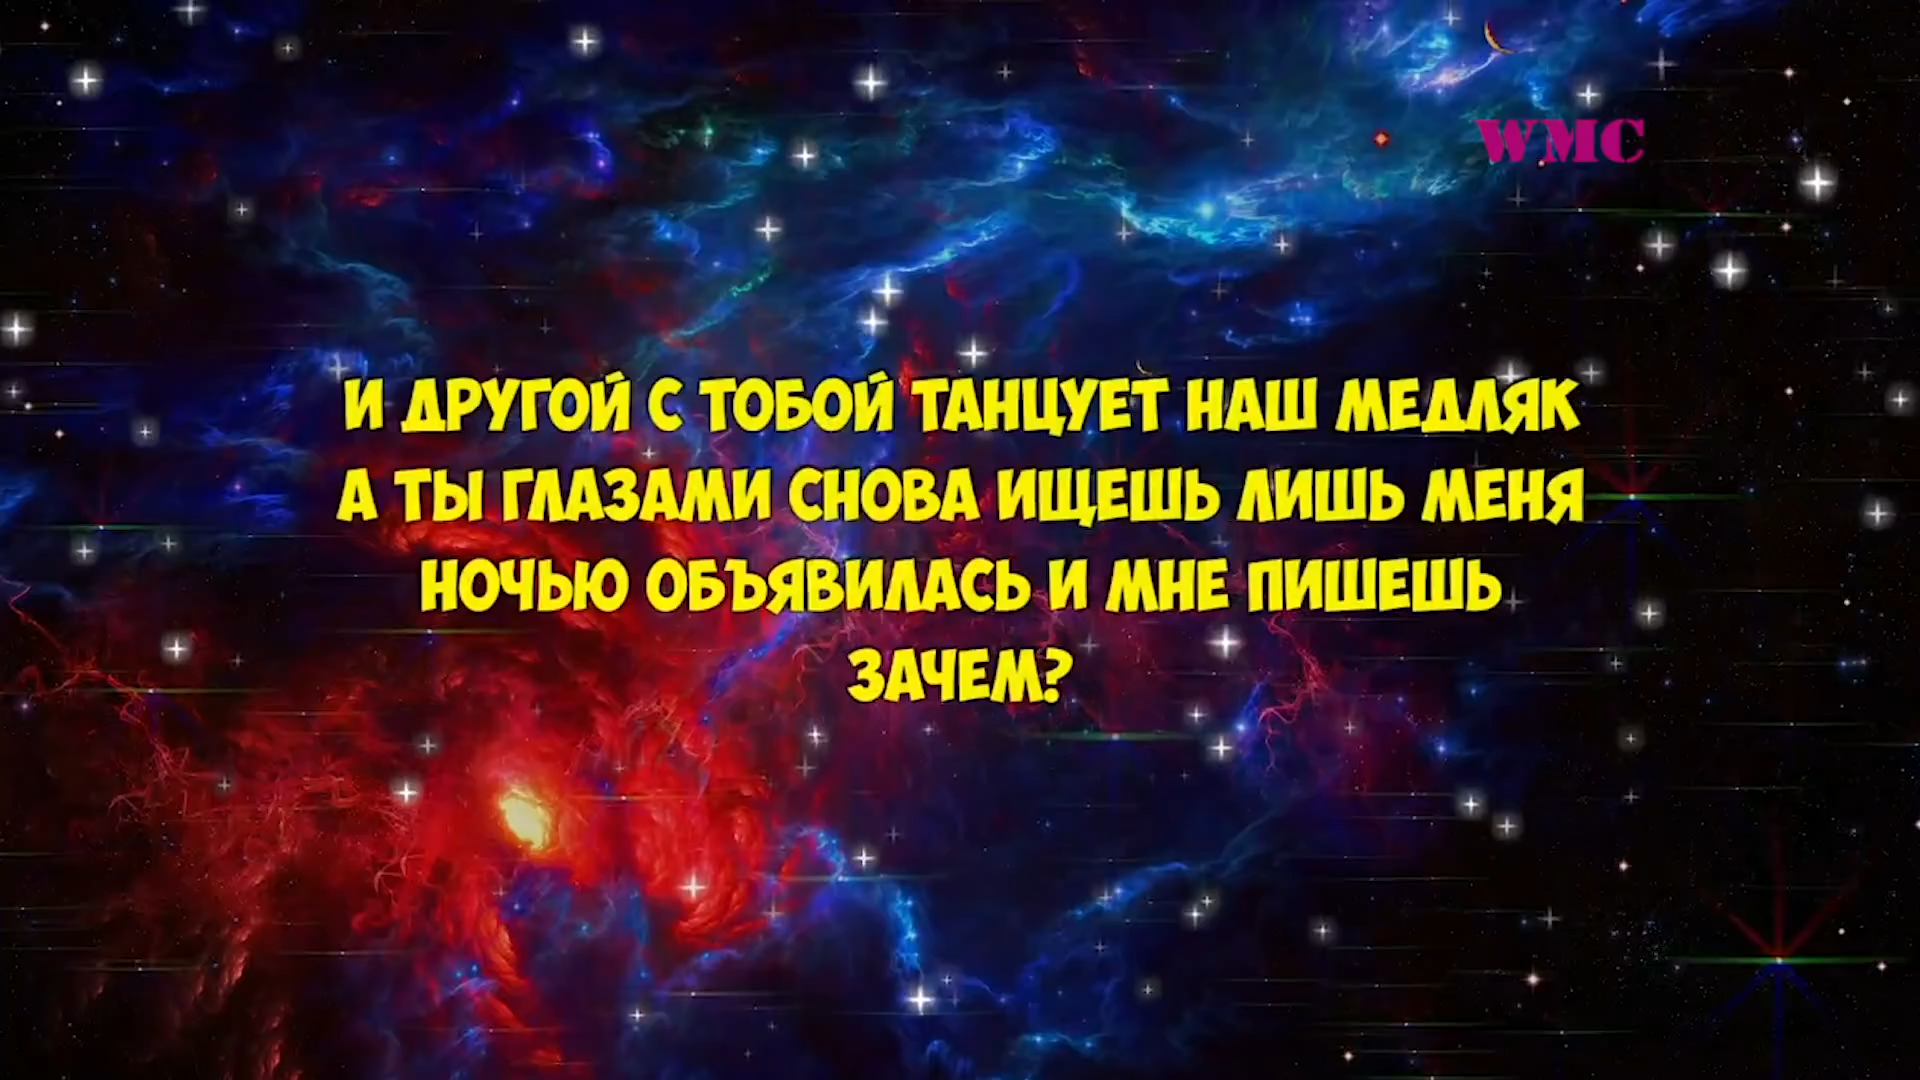 WMC
И ДРУГОЙ С ТОБОЙ ТАНЦУЕТ НАШ МЕДЛЯК
А ТЫ ГЛАЗАМИ СНОВА ИЩЕШЬ ЛИШЬ МЕНЯ
НОЧЬЮ ОБЪЯВИЛАСЬ И МНЕ ПИШЕШЬ
ЗАЧЕМ?